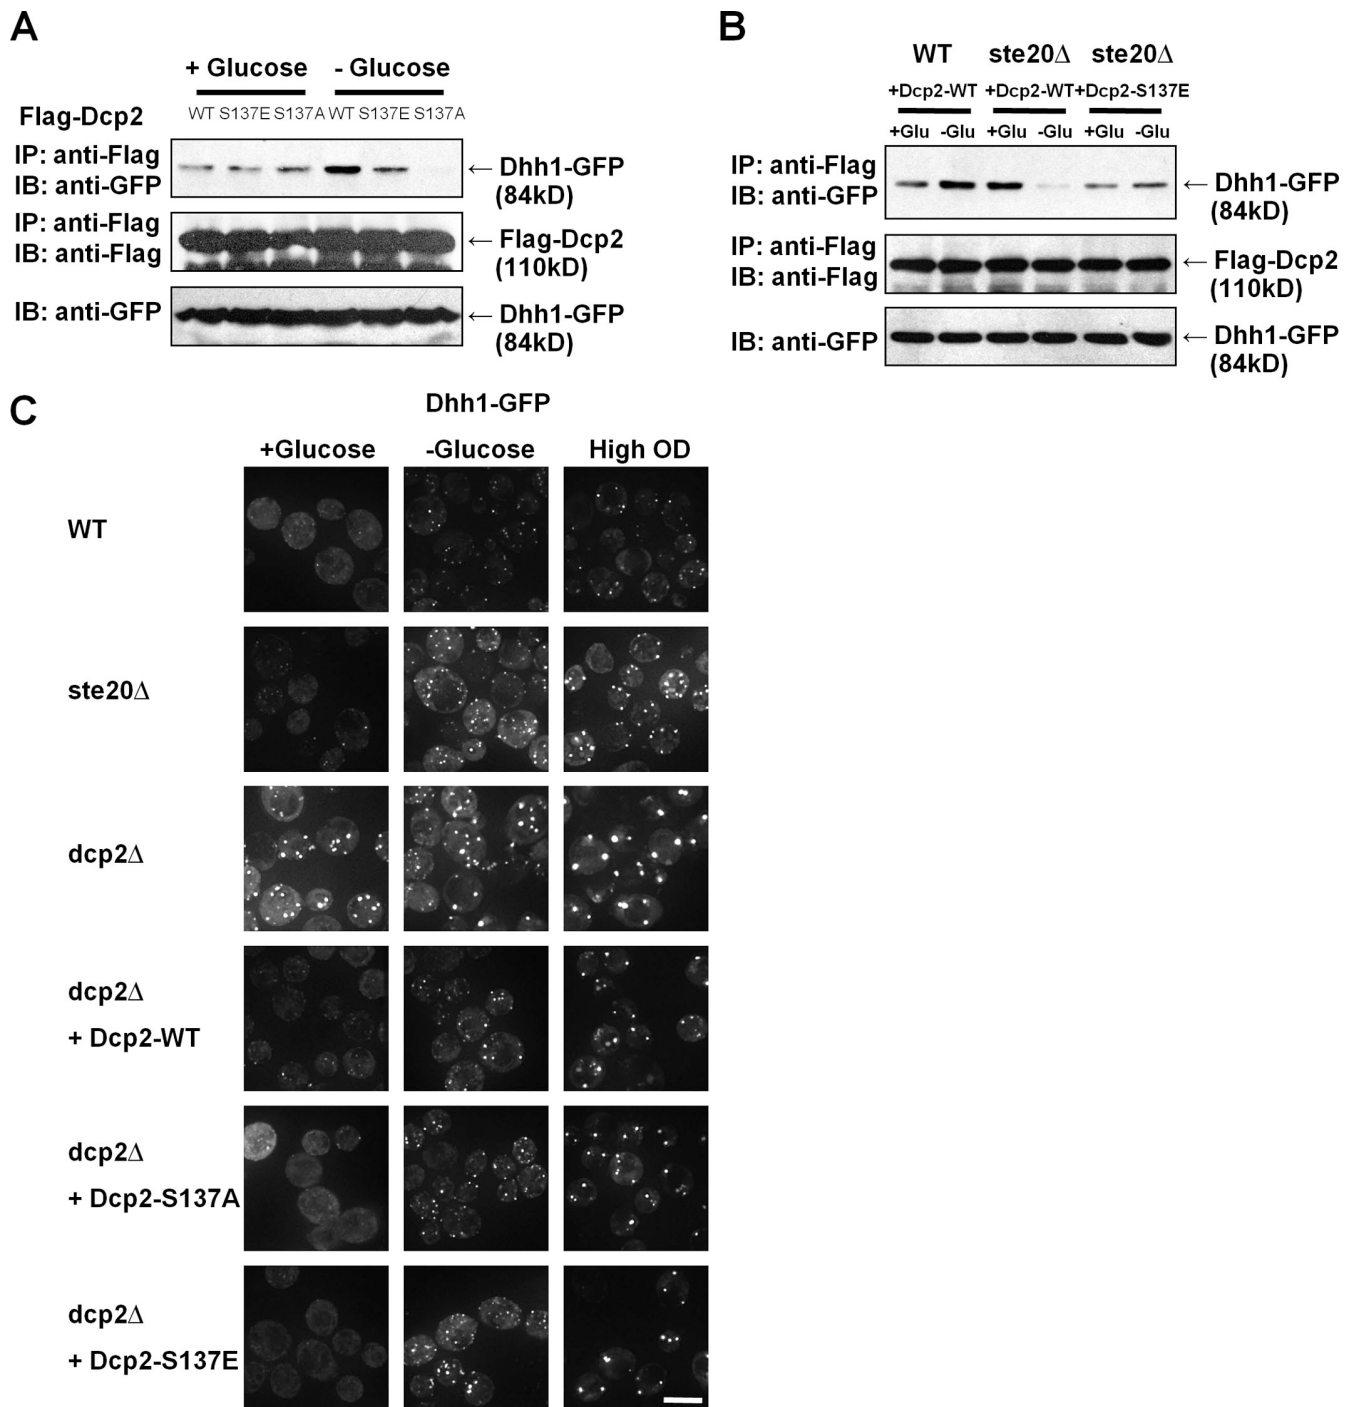 A
+ Glucose - Glucose
Flag-Dcp2 WT S137E S137A WT S137E S137A
IP: anti-Flag
IB: anti-GFP
← Dhh1-GFP
(84kD)
IP: anti-Flag
IB: anti-Flag
← Flag-Dcp2
(110kD)
IB: anti-GFP
← Dhh1-GFP
(84kD)
B
WT ste20Δ ste20Δ
+Dcp2-WT +Dcp2-WT +Dcp2-S137E
+Glu -Glu +Glu -Glu +Glu -Glu
IP: anti-Flag
IB: anti-GFP
← Dhh1-GFP
(84kD)
IP: anti-Flag
IB: anti-Flag
← Flag-Dcp2
(110kD)
IB: anti-GFP
← Dhh1-GFP
(84kD)
C
Dhh1-GFP
+Glucose -Glucose High OD
WT
ste20Δ
dcp2Δ
dcp2Δ
+ Dcp2-WT
dcp2Δ
+ Dcp2-S137A
dcp2Δ
+ Dcp2-S137E